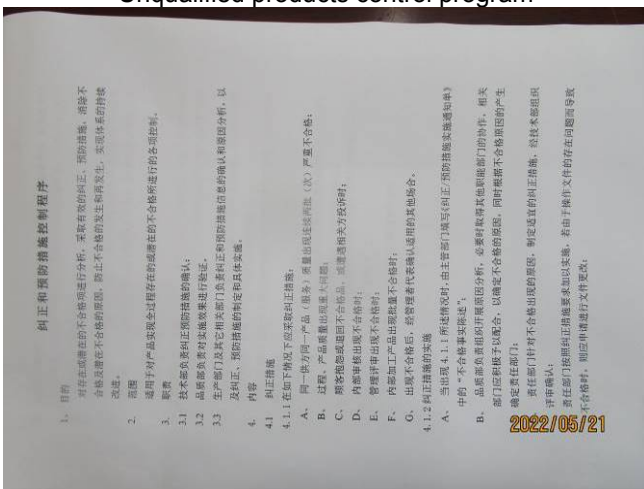 Unqualified products control program
纠正和预防措施控制程序
1、 目的
对存在或潜在的不合格项进行分析，采取有效的纠正、预防措施，消除不
合格及潜在不合格的原因，防止不合格的发生和再发生，实现体系的持续
改进。
2、 范围
适用于对产品实现全过程存在的或潜在的不合格所进行的各项控制。
3、 职责
3.1 技术部负责纠正预防措施的确认；
3.2 品质部负责对实施效果进行验证。
3.3 生产部门及其它相关部门负责纠正和预防措施信息的确认和原因分析，以
及纠正、预防措施的制定和具体实施。
4、 内容
4.1 纠正措施
4.1.1 在如下情况下应采取纠正措施：
A、 同一供方同一产品（服务）质量出现连续两批（次）严重不合格；
B、 过程、产品质量出现重大问题；
C、 顾客抱怨或退回不合格品，或遭遇相关方投诉时；
D、 内部审核出现不合格时；
E、 管理评审出现不合格时；
F、 内部加工产品出现批量不合格时；
G、 出现不合格后，经管理者代表确认适用的其他场合。
4.1.2 纠正措施的实施
A、 当出现 4.1.1 所述情况时，由主管部门填写《纠正/预防措施实施通知单》
中的“不合格事实陈述”；
B、 品质部负责组织开展原因分析，必要时取得其他职能部门的协作，相关
部门应积极予以配合，以确定不合格的原因，同时根据不合格原因的产生
确定责任部门；
责任部门针对不合格出现的原因，制定适宜的纠正措施，经技术部组织
评审确认；
责任部门按照纠正措施要求加以实施，若由于操作文件的存在问题而导致
不合格时，则应申请进行文件更改；
2022/05/21